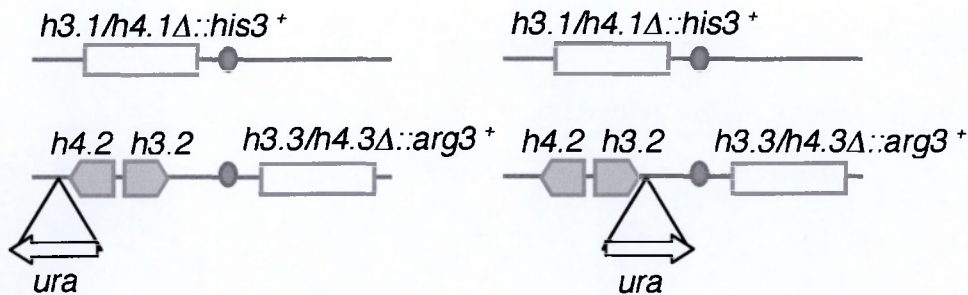 h3.1/h4.1Δ::his3⁺ h3.1/h4.1Δ::his3⁺
h4.2 h3.2 h3.3/h4.3Δ::arg3⁺ h4.2 h3.2 h3.3/h4.3Δ::arg3⁺
ura ura